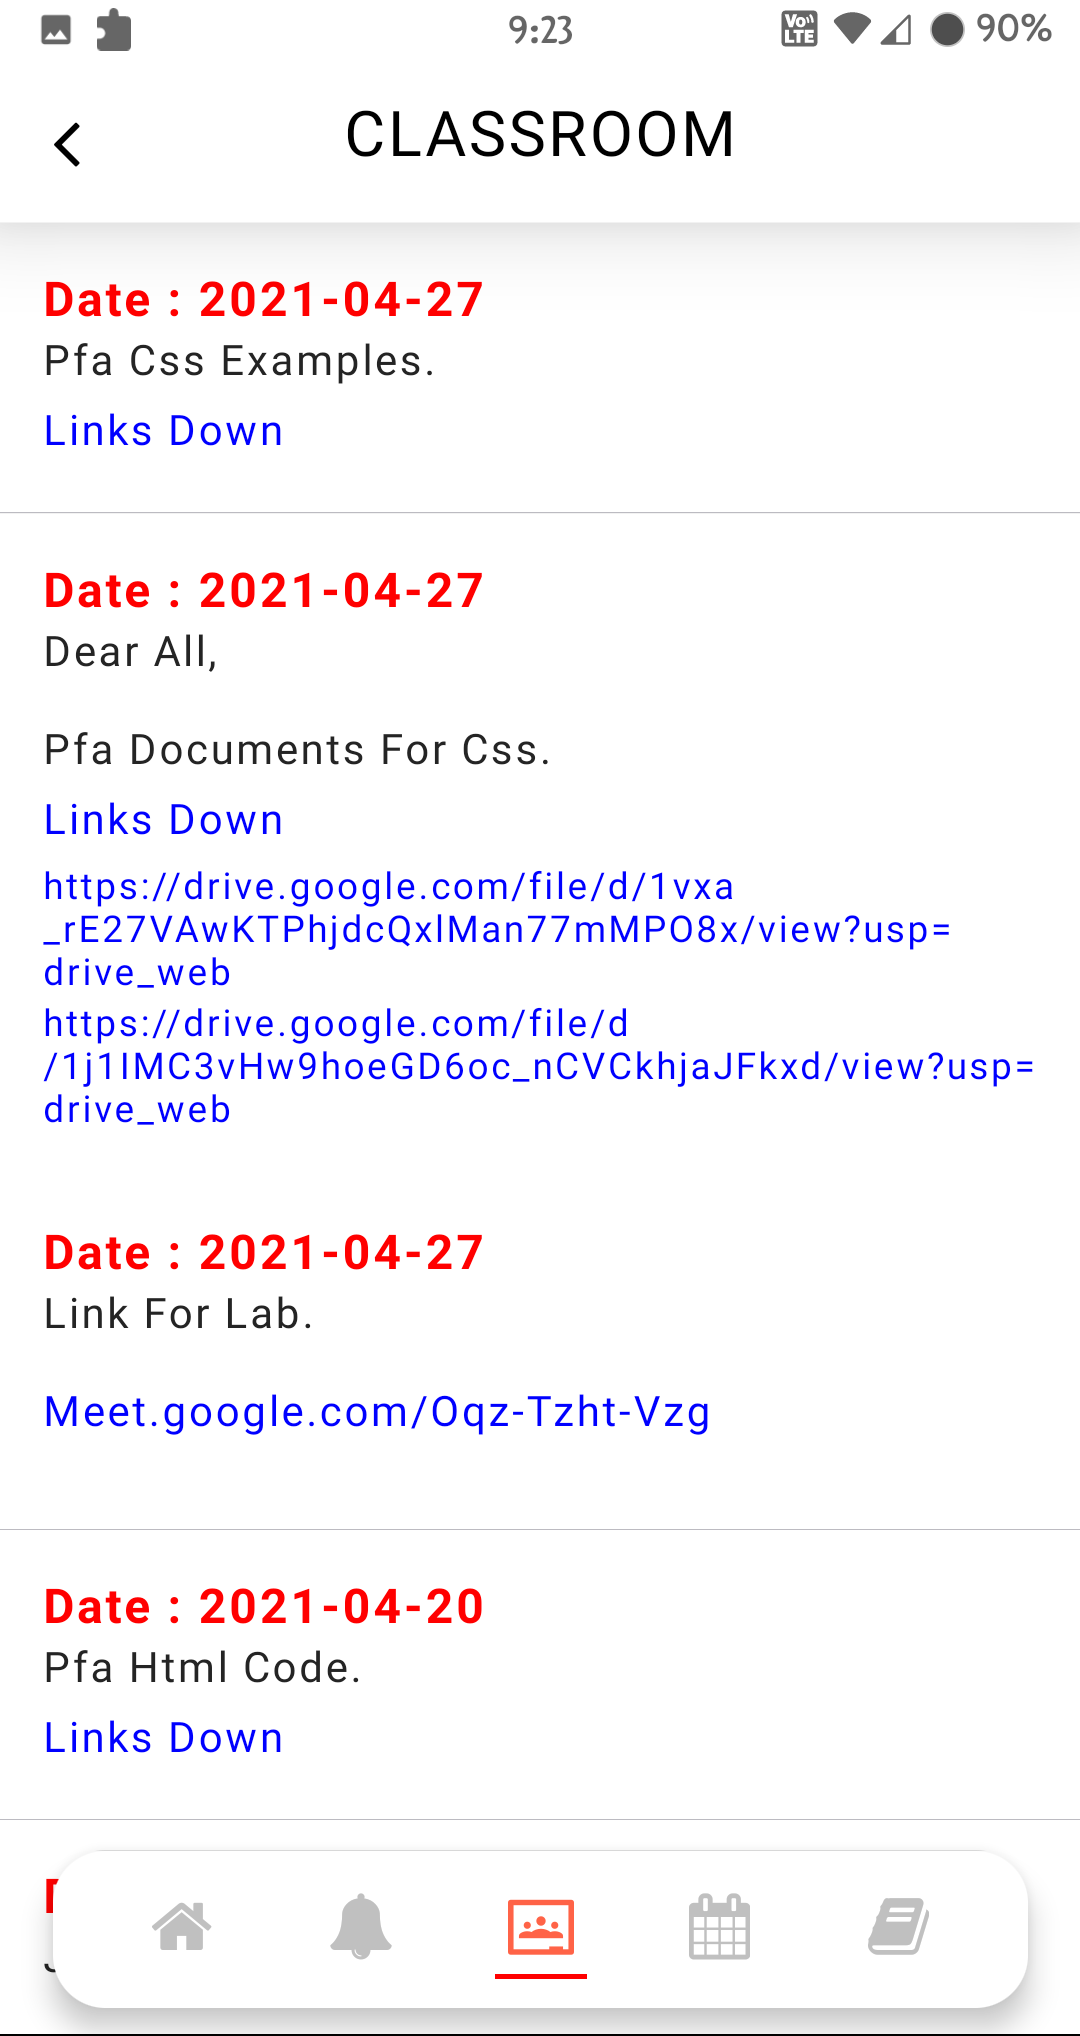 9:23
Vo LTE
90%
CLASSROOM
Date : 2021-04-27
Pfa Css Examples.
Links Down
Date : 2021-04-27
Dear All,
Pfa Documents For Css.
Links Down
https://drive.google.com/file/d/1vxa
_rE27VAwKTPhjdcQxlMan77mMPO8x/view?usp=
drive_web
https://drive.google.com/file/d
/1j1IMC3vHw9hoeGD6oc_nCVCkhjaJFkxd/view?usp=
drive_web
Date : 2021-04-27
Link For Lab.
Meet.google.com/Oqz-Tzht-Vzg
Date : 2021-04-20
Pfa Html Code.
Links Down